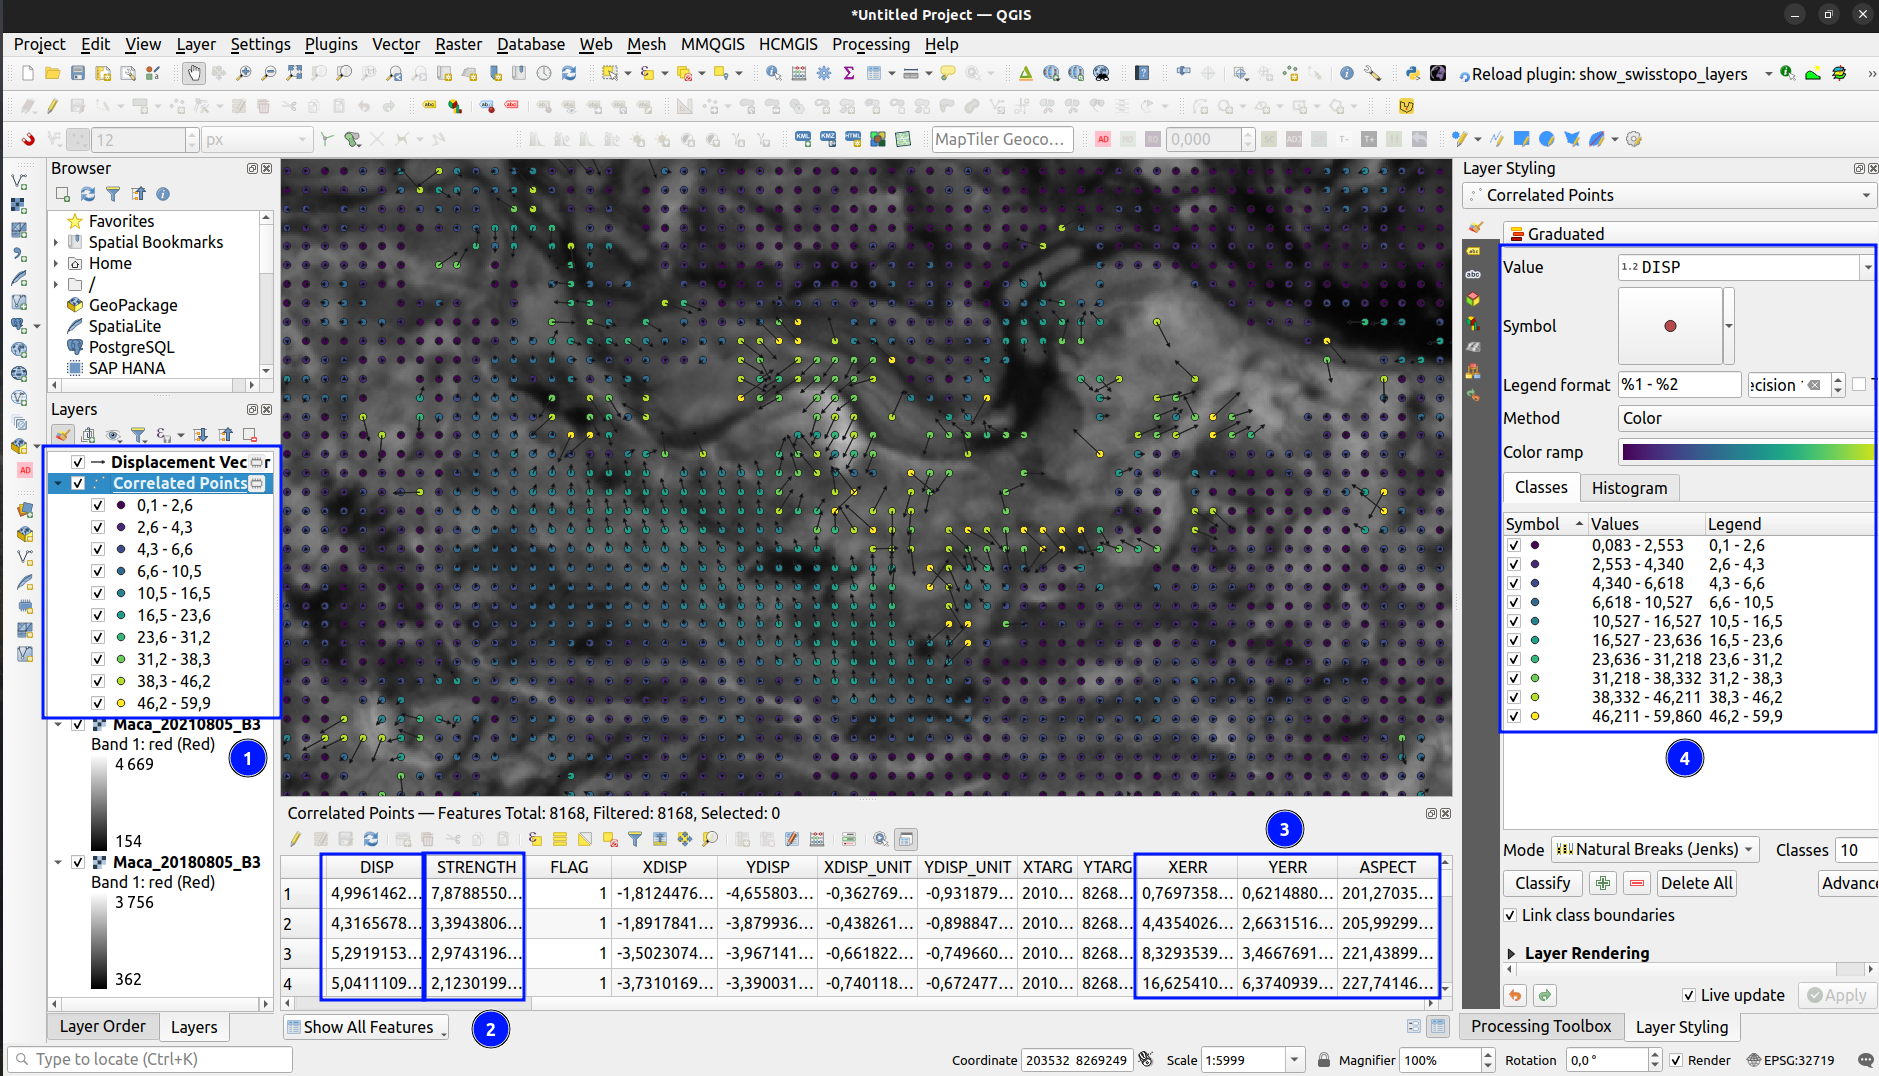 *Untitled Project — QGIS
Project Edit View Layer Settings Plugins Vector Raster Database Web Mesh MMQGIS HCMGIS Processing Help
Reload plugin: show_swisstopo_layers
12 px MapTiler Geoco... 0,000
Browser
Favorites
Spatial Bookmarks
Home
/
GeoPackage
SpatiaLite
PostgreSQL
SAP HANA
Layers
Displacement Vec r
Correlated Points
0,1 - 2,6
2,6 - 4,3
4,3 - 6,6
6,6 - 10,5
10,5 - 16,5
16,5 - 23,6
23,6 - 31,2
31,2 - 38,3
38,3 - 46,2
46,2 - 59,9
Maca_20210805_B3
Band 1: red (Red)
4 669
154
1
Maca_20180805_B3
Band 1: red (Red)
3 756
362
Layer Order Layers
Correlated Points — Features Total: 8168, Filtered: 8168, Selected: 0
3
DISP STRENGTH FLAG XDISP YDISP XDISP_UNIT YDISP_UNIT XTARG YTARG XERR YERR ASPECT
1 4,9961462... 7,8788550... 1 -1,8124476... -4,655803... -0,362769... -0,931879... 2010... 8268... 0,7697358... 0,6214880... 201,27035...
2 4,3165678... 3,3943806... 1 -1,8917841... -3,879936... -0,438261... -0,898847... 2010... 8268... 4,4354026... 2,6631516... 205,99299...
3 5,2919153... 2,9743196... 1 -3,5023074... -3,967141... -0,661822... -0,749660... 2010... 8268... 8,3293539... 3,4667691... 221,43899...
4 5,0411109... 2,1230199... 1 -3,7310169... -3,390031... -0,740118... -0,672477... 2010... 8268... 16,625410... 6,3740939... 227,74146...
Show All Features
2
Layer Styling
Correlated Points
Graduated
Value 1.2 DISP
Symbol
Legend format %1 - %2 ecision
Method Color
Color ramp
Classes Histogram
Symbol Values Legend
0,083 - 2,553 0,1 - 2,6
2,553 - 4,340 2,6 - 4,3
4,340 - 6,618 4,3 - 6,6
6,618 - 10,527 6,6 - 10,5
10,527 - 16,527 10,5 - 16,5
16,527 - 23,636 16,5 - 23,6
23,636 - 31,218 23,6 - 31,2
31,218 - 38,332 31,2 - 38,3
38,332 - 46,211 38,3 - 46,2
46,211 - 59,860 46,2 - 59,9
4
Mode Natural Breaks (Jenks) Classes 10
Classify Delete All Advanc
Link class boundaries
Layer Rendering
Live update Apply
Processing Toolbox Layer Styling
Type to locate (Ctrl+K) Coordinate 203532 8269249 Scale 1:5999 Magnifier 100% Rotation 0,0 ° Render EPSG:32719